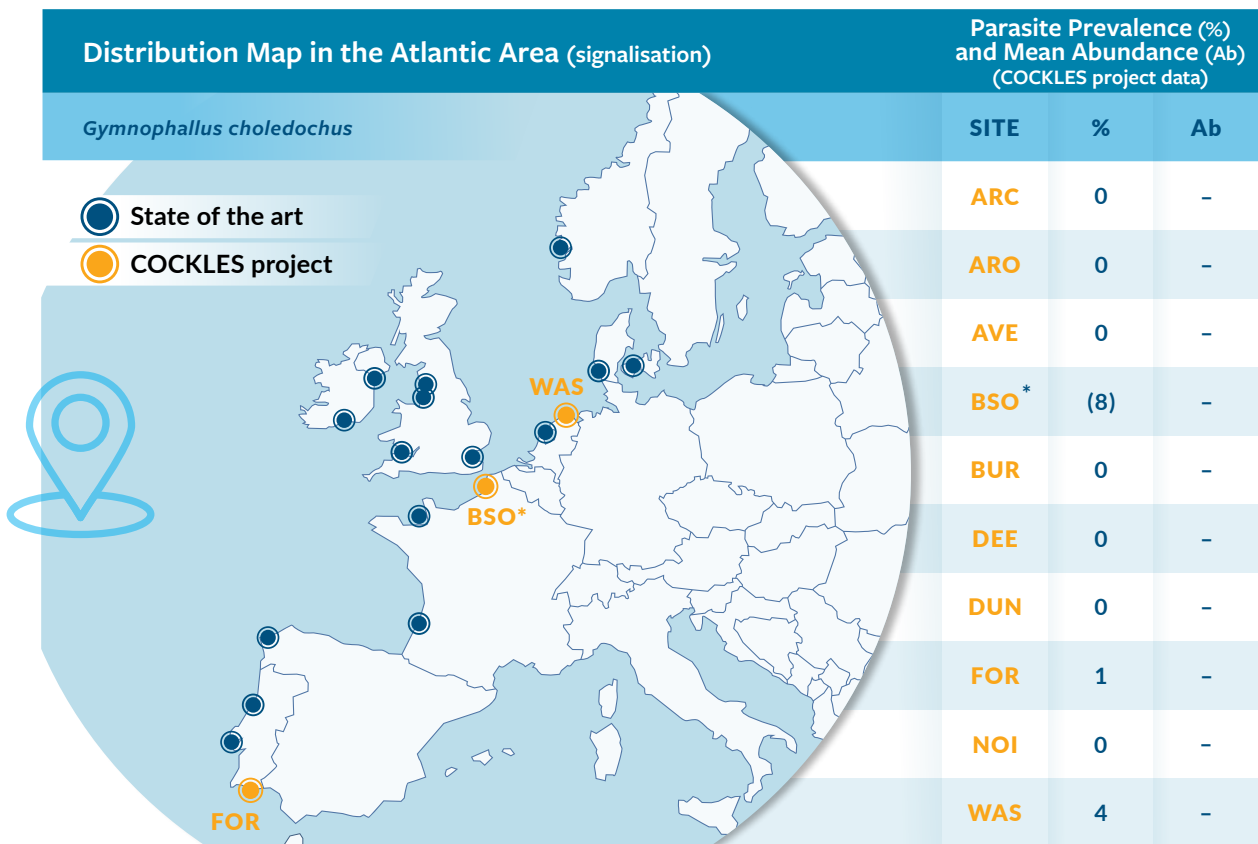 Distribution Map in the Atlantic Area (signalisation)
Parasite Prevalence (%)
and Mean Abundance (Ab)
(COCKLES project data)
Gymnophallus choledochus
SITE % Ab
State of the art
COCKLES project
WAS
BSO*
FOR
ARC 0 –
ARO 0 –
AVE 0 –
BSO* (8) –
BUR 0 –
DEE 0 –
DUN 0 –
FOR 1 –
NOI 0 –
WAS 4 –